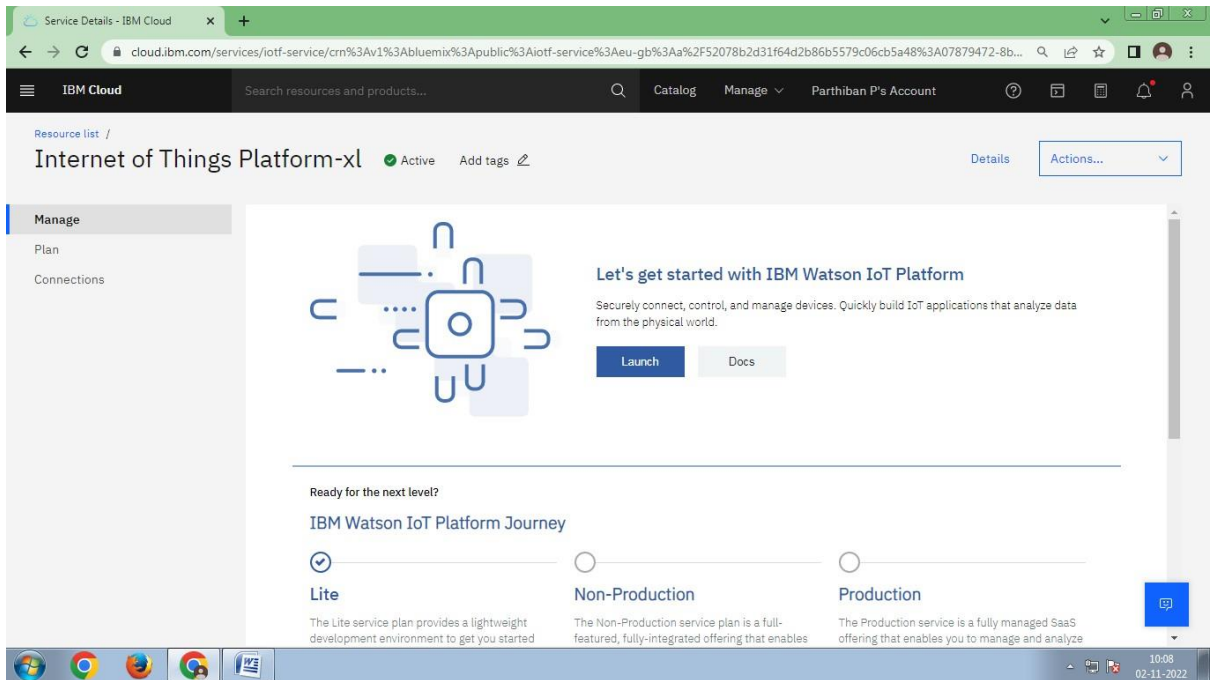 Service Details - IBM Cloud
cloud.ibm.com/services/iotf-service/crn%3Av1%3Abluemix%3Apublic%3Aiotf-service%3Aeu-gb%3Aa%2F52078b2d31f64d2b86b5579c06cb5a48%3A07879472-8b...
IBM Cloud Search resources and products... Catalog Manage Parthiban P's Account
Resource list /
Internet of Things Platform-xl Active Add tags Details Actions...
Manage
Plan
Connections
Let's get started with IBM Watson IoT Platform
Securely connect, control, and manage devices. Quickly build IoT applications that analyze data
from the physical world.
Launch Docs
Ready for the next level?
IBM Watson IoT Platform Journey
Lite
The Lite service plan provides a lightweight
development environment to get you started
Non-Production
The Non-Production service plan is a full-
featured, fully-integrated offering that enables
Production
The Production service is a fully managed SaaS
offering that enables you to manage and analyze
10:08
02-11-2022